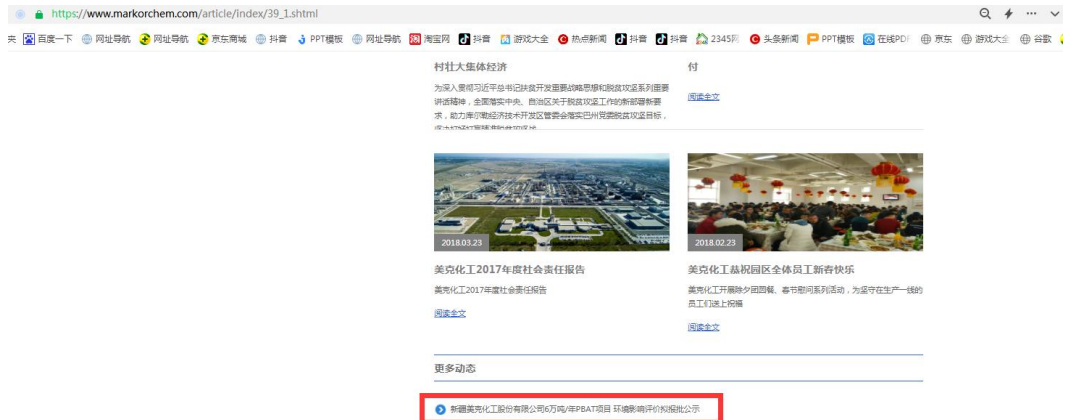 https://www.markorchem.com/article/index/39_1.shtml
夹 百度一下 网址导航 网址导航 京东商城 抖音 PPT模板 网址导航 淘宝网 抖音 游戏大全 热点新闻 抖音 抖音 2345网 头条新闻 PPT模板 在线PDF 京东 游戏大全 谷歌
村壮大集体经济
付
为深入贯彻习近平总书记扶贫开发重要战略思想和脱贫攻坚系列重要
讲话精神,全面落实中央、自治区关于脱贫攻坚工作的新部署新要
求,助力库尔勒经济技术开发区管委会落实巴州党委脱贫攻坚目标,
阅读全文
2018.03.23
2018.02.23
美克化工2017年度社会责任报告
美克化工恭祝园区全体员工新春快乐
美克化工2017年度社会责任报告
美克化工开展除夕团圆餐、春节慰问系列活动,为坚守在生产一线的
员工们送上祝福
阅读全文
阅读全文
更多动态
新疆美克化工股份有限公司6万吨/年PBAT项目 环境影响评价拟报批公示